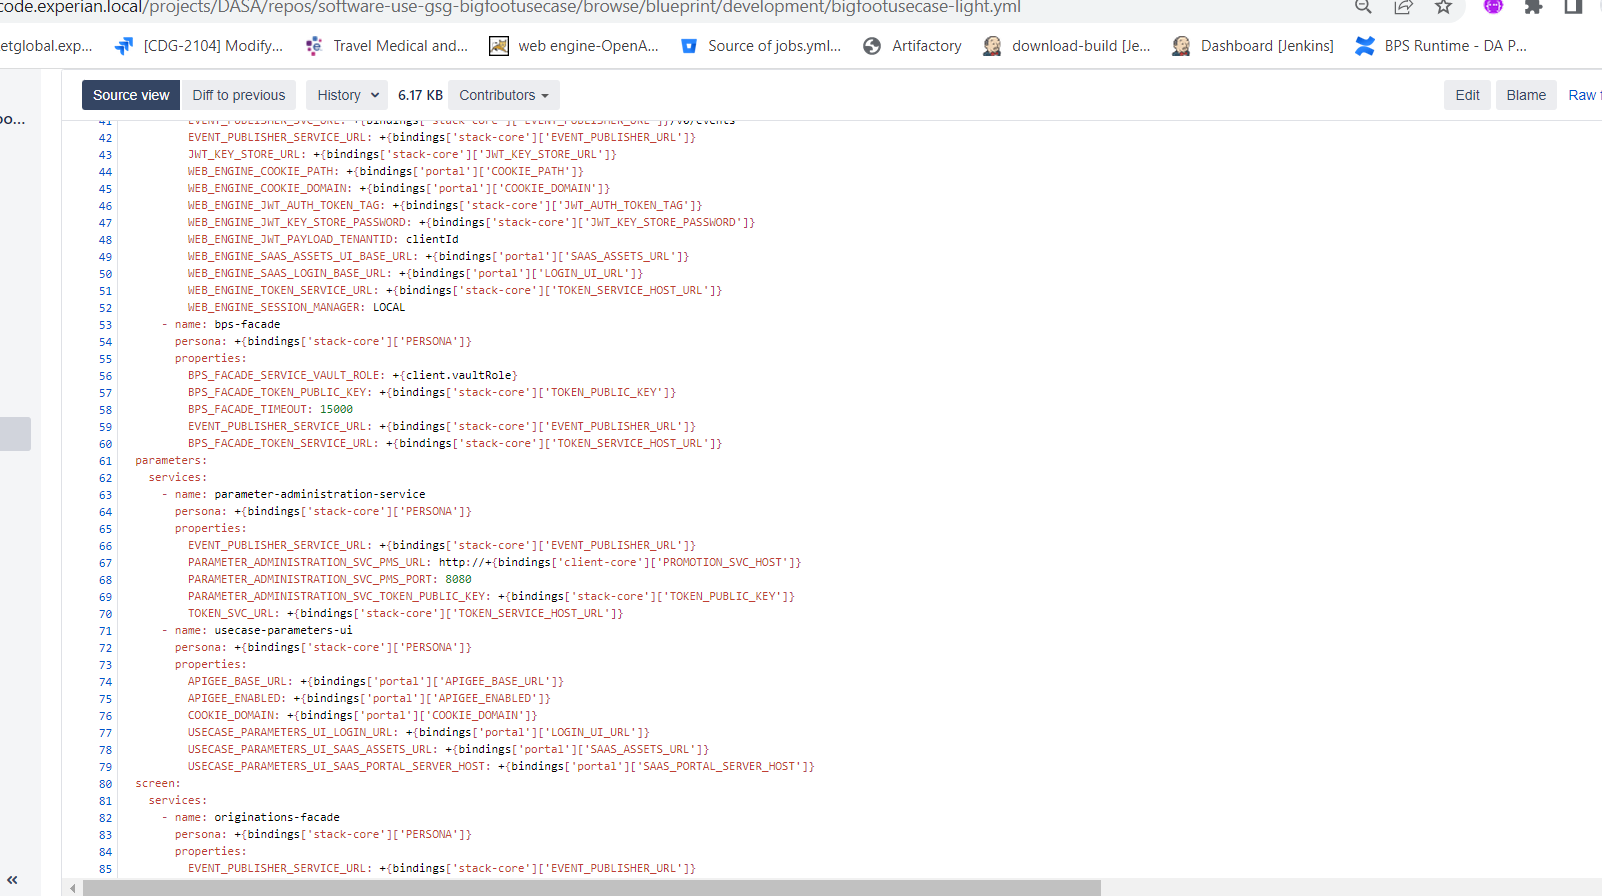 code.experian.local/projects/DASA/repos/software-use-gsg-bigfootusecase/browse/blueprint/development/bigfootusecase-light.yml
etglobal.exp... [CDG-2104] Modify... Travel Medical and... web engine-OpenA... Source of jobs.yml... Artifactory download-build [Je... Dashboard [Jenkins] BPS Runtime - DA P...
oo...
Source view Diff to previous History 6.17 KB Contributors Edit Blame Raw f
41 EVENT_PUBLISHER_SVC_URL: +{bindings['stack-core']['EVENT_PUBLISHER_URL']}/v0/events
42 EVENT_PUBLISHER_SERVICE_URL: +{bindings['stack-core']['EVENT_PUBLISHER_URL']}
43 JWT_KEY_STORE_URL: +{bindings['stack-core']['JWT_KEY_STORE_URL']}
44 WEB_ENGINE_COOKIE_PATH: +{bindings['portal']['COOKIE_PATH']}
45 WEB_ENGINE_COOKIE_DOMAIN: +{bindings['portal']['COOKIE_DOMAIN']}
46 WEB_ENGINE_JWT_AUTH_TOKEN_TAG: +{bindings['stack-core']['JWT_AUTH_TOKEN_TAG']}
47 WEB_ENGINE_JWT_KEY_STORE_PASSWORD: +{bindings['stack-core']['JWT_KEY_STORE_PASSWORD']}
48 WEB_ENGINE_JWT_PAYLOAD_TENANTID: clientId
49 WEB_ENGINE_SAAS_ASSETS_UI_BASE_URL: +{bindings['portal']['SAAS_ASSETS_URL']}
50 WEB_ENGINE_SAAS_LOGIN_BASE_URL: +{bindings['portal']['LOGIN_UI_URL']}
51 WEB_ENGINE_TOKEN_SERVICE_URL: +{bindings['stack-core']['TOKEN_SERVICE_HOST_URL']}
52 WEB_ENGINE_SESSION_MANAGER: LOCAL
53 - name: bps-facade
54 persona: +{bindings['stack-core']['PERSONA']}
55 properties:
56 BPS_FACADE_SERVICE_VAULT_ROLE: +{client.vaultRole}
57 BPS_FACADE_TOKEN_PUBLIC_KEY: +{bindings['stack-core']['TOKEN_PUBLIC_KEY']}
58 BPS_FACADE_TIMEOUT: 15000
59 EVENT_PUBLISHER_SERVICE_URL: +{bindings['stack-core']['EVENT_PUBLISHER_URL']}
60 BPS_FACADE_TOKEN_SERVICE_URL: +{bindings['stack-core']['TOKEN_SERVICE_HOST_URL']}
61 parameters:
62 services:
63 - name: parameter-administration-service
64 persona: +{bindings['stack-core']['PERSONA']}
65 properties:
66 EVENT_PUBLISHER_SERVICE_URL: +{bindings['stack-core']['EVENT_PUBLISHER_URL']}
67 PARAMETER_ADMINISTRATION_SVC_PMS_URL: http://+{bindings['client-core']['PROMOTION_SVC_HOST']}
68 PARAMETER_ADMINISTRATION_SVC_PMS_PORT: 8080
69 PARAMETER_ADMINISTRATION_SVC_TOKEN_PUBLIC_KEY: +{bindings['stack-core']['TOKEN_PUBLIC_KEY']}
70 TOKEN_SVC_URL: +{bindings['stack-core']['TOKEN_SERVICE_HOST_URL']}
71 - name: usecase-parameters-ui
72 persona: +{bindings['stack-core']['PERSONA']}
73 properties:
74 APIGEE_BASE_URL: +{bindings['portal']['APIGEE_BASE_URL']}
75 APIGEE_ENABLED: +{bindings['portal']['APIGEE_ENABLED']}
76 COOKIE_DOMAIN: +{bindings['portal']['COOKIE_DOMAIN']}
77 USECASE_PARAMETERS_UI_LOGIN_URL: +{bindings['portal']['LOGIN_UI_URL']}
78 USECASE_PARAMETERS_UI_SAAS_ASSETS_URL: +{bindings['portal']['SAAS_ASSETS_URL']}
79 USECASE_PARAMETERS_UI_SAAS_PORTAL_SERVER_HOST: +{bindings['portal']['SAAS_PORTAL_SERVER_HOST']}
80 screen:
81 services:
82 - name: originations-facade
83 persona: +{bindings['stack-core']['PERSONA']}
84 properties:
85 EVENT_PUBLISHER_SERVICE_URL: +{bindings['stack-core']['EVENT_PUBLISHER_URL']}